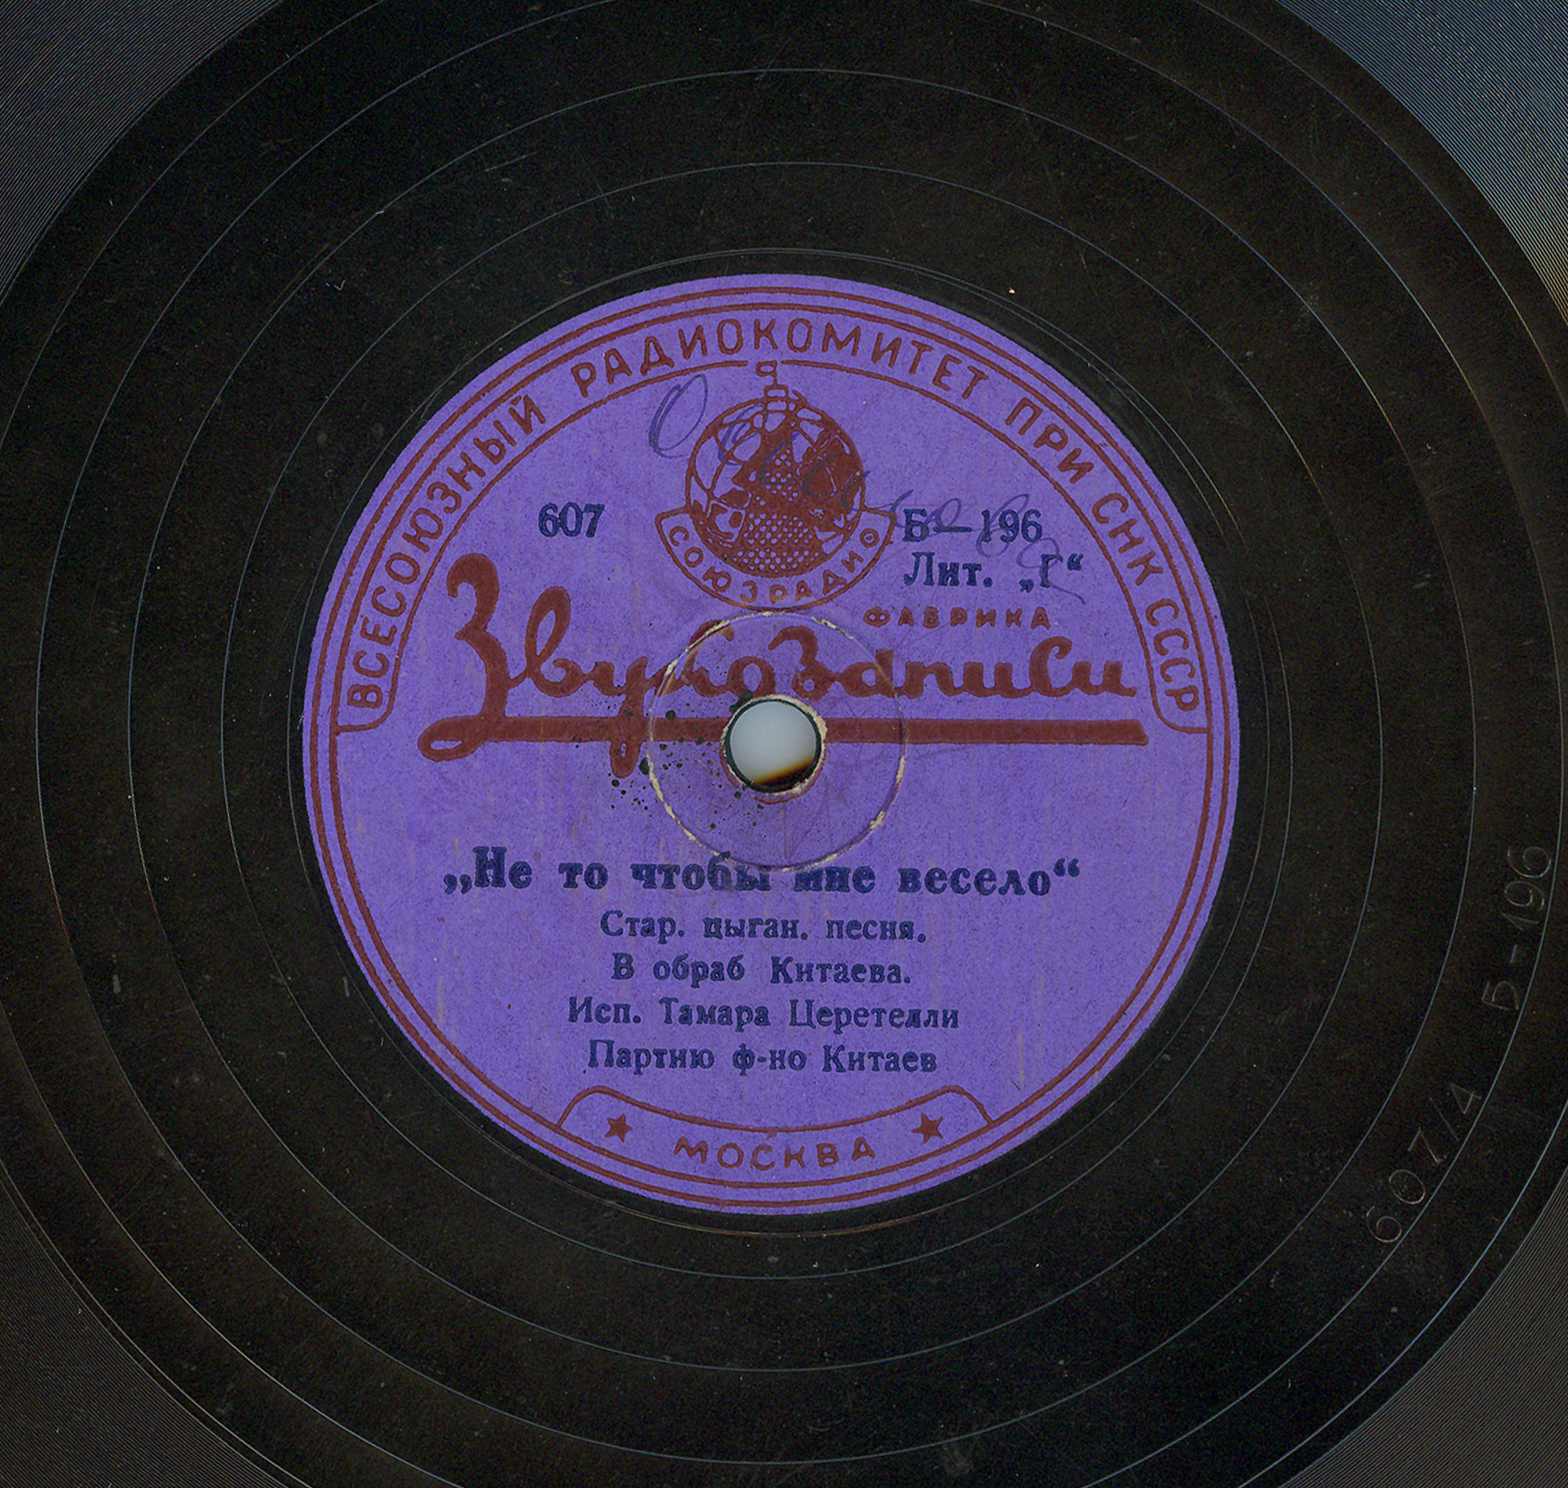 ВСЕСОЮЗНЫЙ РАДИОКОМИТЕТ ПРИ СНК СССР
607
СОЮЗРАДИО
Б—196
Лит. „Г“
ФАБРИКА
Звукозаписи
„Не то чтобы мне весело“
Стар. цыган. песня.
В обраб Китаева.
Исп. Тамара Церетелли
Партию ф-но Китаев
★ МОСКВА ★
607/4
Б-196